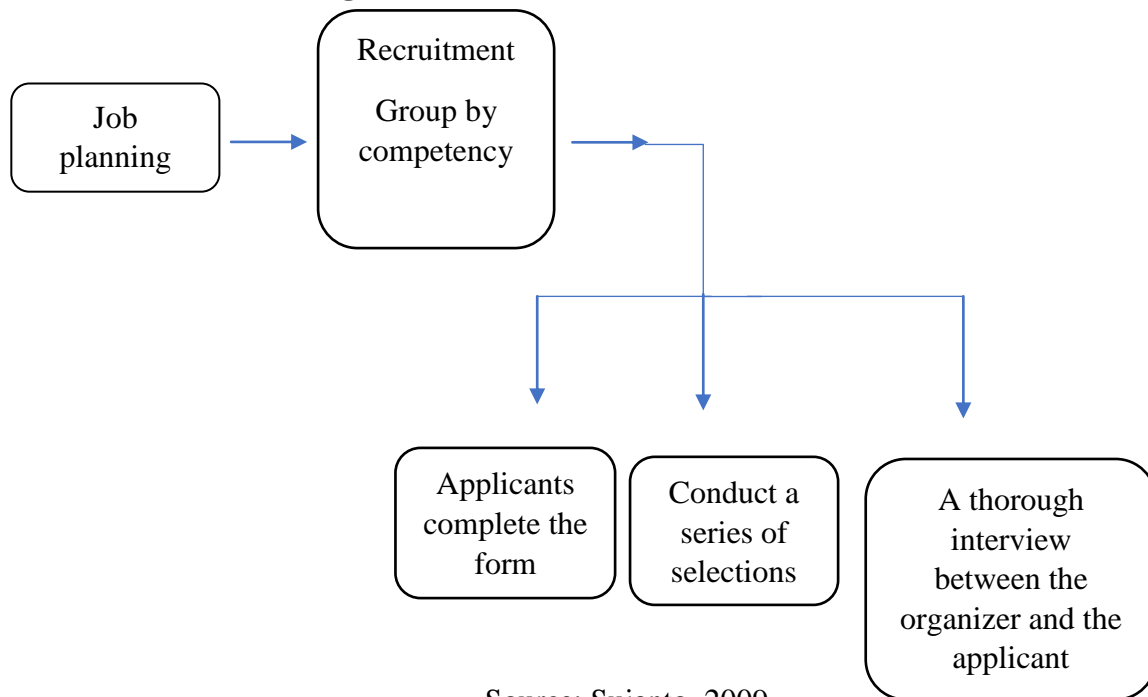 Job
planning
Recruitment
Group by
competency
Applicants
complete the
form
Conduct a
series of
selections
A thorough
interview
between the
organizer and the
applicant
2009